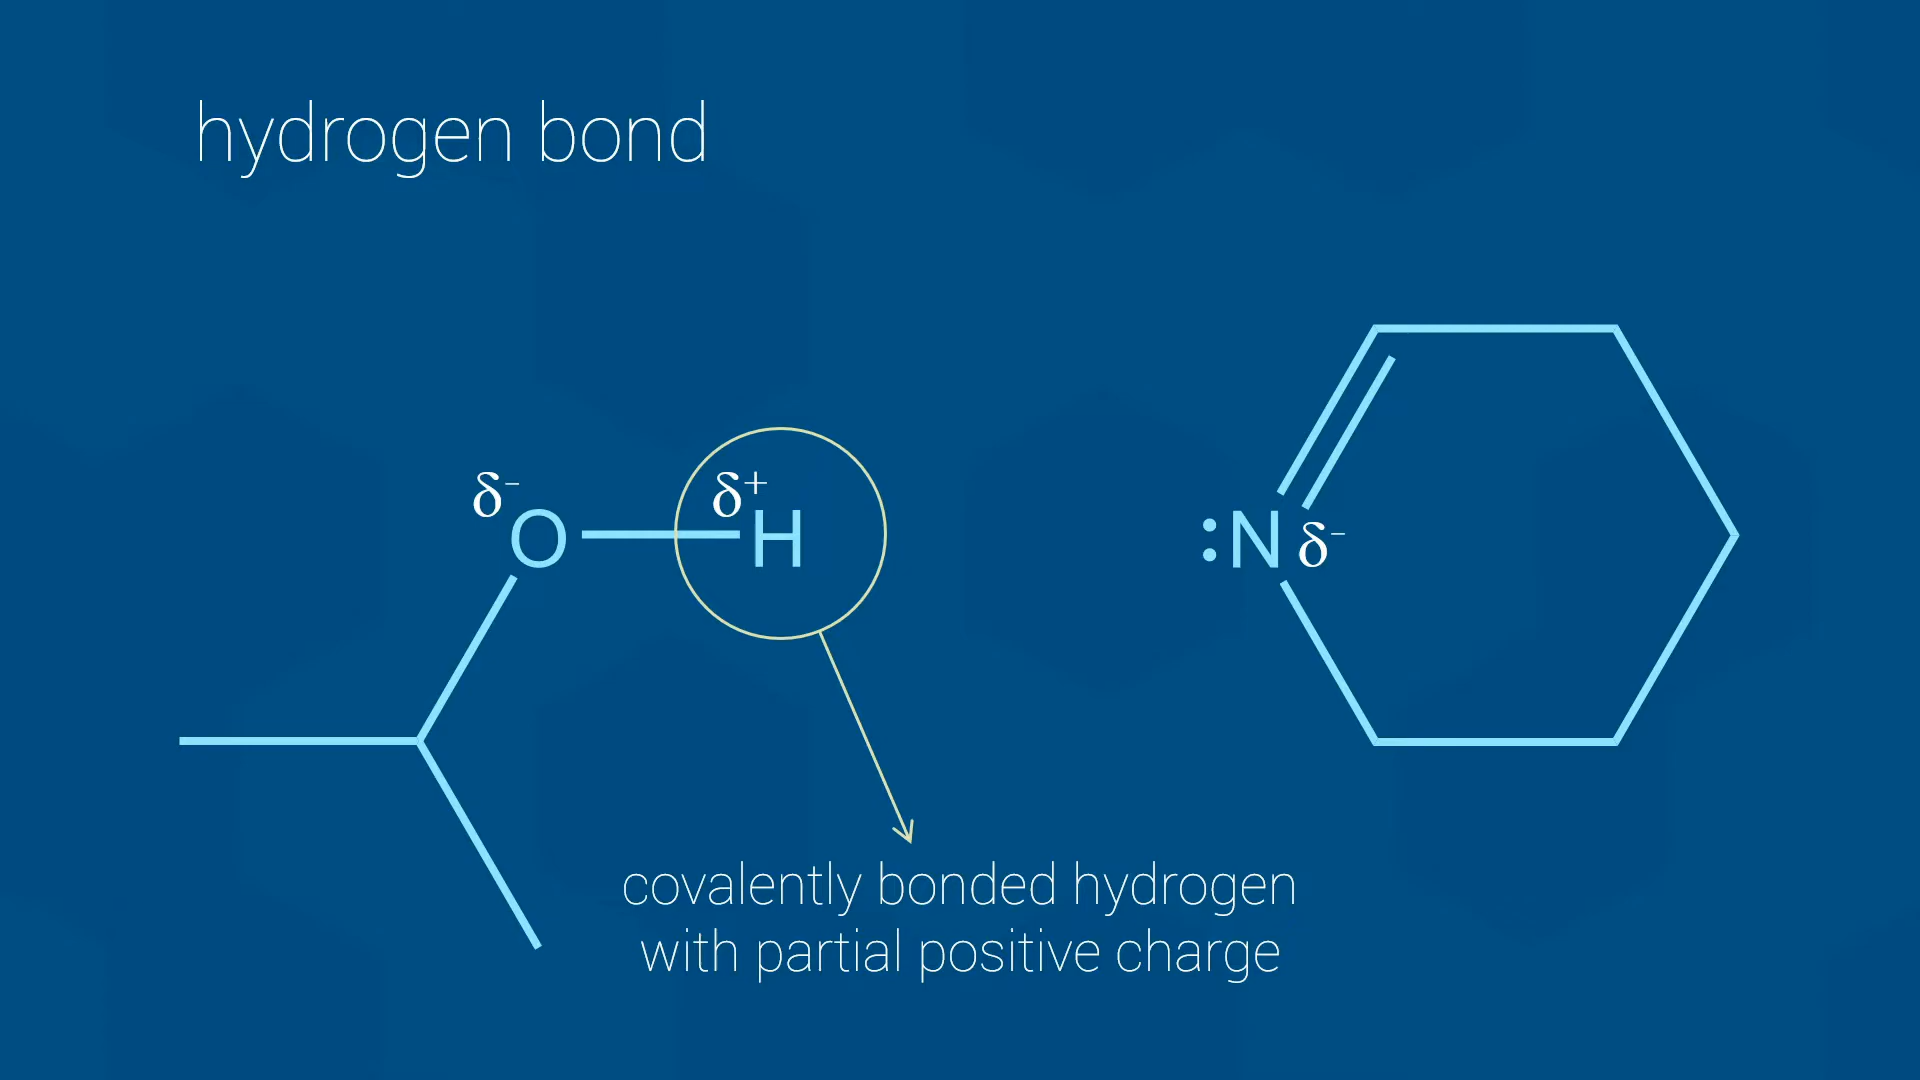 hydrogen bond
δ⁻
O
δ⁺
H
:N δ⁻
covalently bonded hydrogen
with partial positive charge